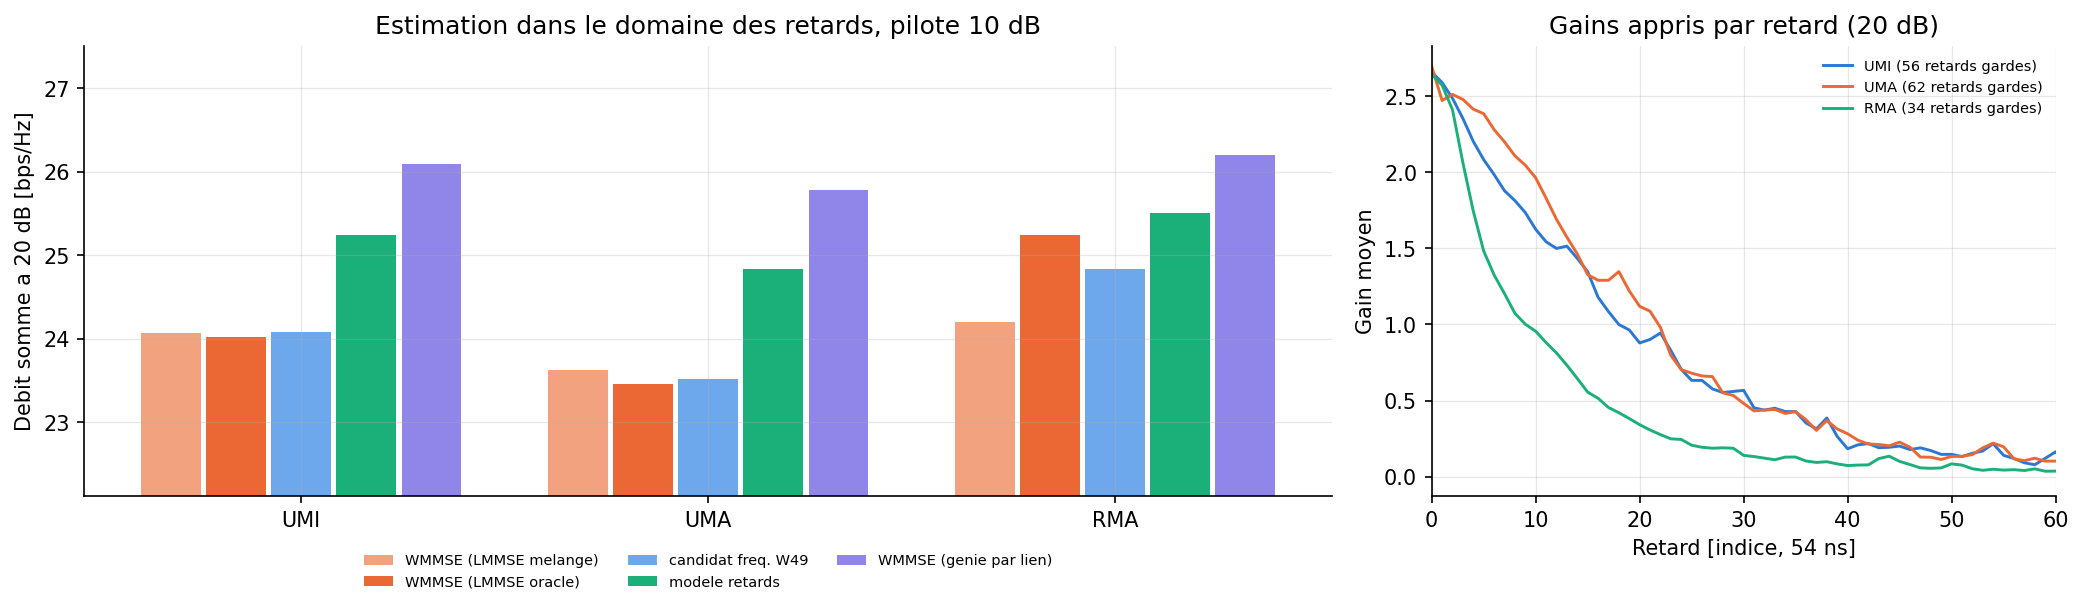 Estimation dans le domaine des retards, pilote 10 dB
Debit somme a 20 dB [bps/Hz]
27
26
25
24
23
UMI
UMA
RMA
WMMSE (LMMSE melange)
WMMSE (LMMSE oracle)
candidat freq. W49
modele retards
WMMSE (genie par lien)
Gains appris par retard (20 dB)
Gain moyen
2.5
2.0
1.5
1.0
0.5
0.0
UMI (56 retards gardes)
UMA (62 retards gardes)
RMA (34 retards gardes)
0
10
20
30
40
50
60
Retard [indice, 54 ns]